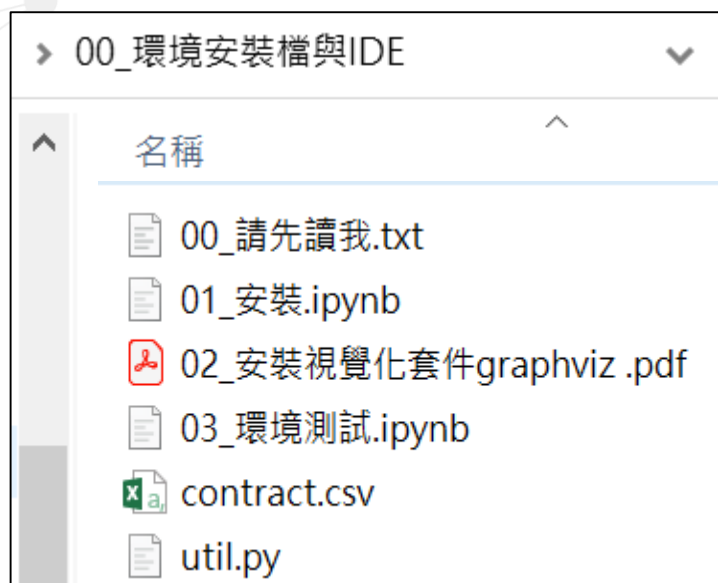 00_環境安裝檔與IDE
名稱
00_請先讀我.txt
01_安裝.ipynb
02_安裝視覺化套件graphviz .pdf
03_環境測試.ipynb
contract.csv
util.py